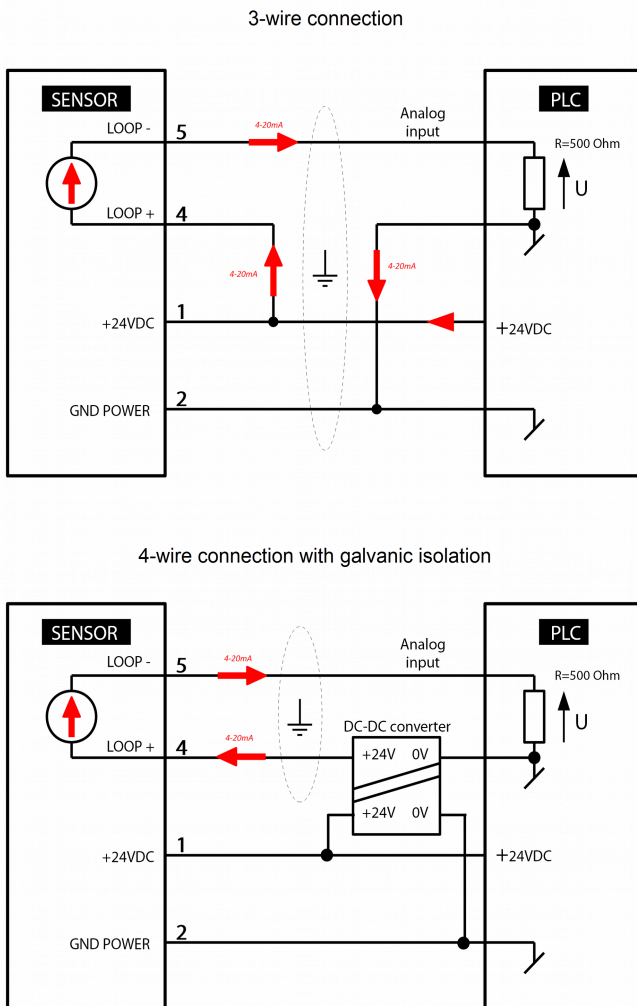 3-wire connection
SENSOR
PLC
LOOP -
5
4-20mA
Analog
input
R=500 Ohm
U
LOOP +
4
4-20mA
4-20mA
+24VDC
1
+24VDC
GND POWER
2
4-wire connection with galvanic isolation
SENSOR
PLC
LOOP -
5
4-20mA
Analog
input
R=500 Ohm
U
LOOP +
4
4-20mA
DC-DC converter
+24V 0V
+24V 0V
+24VDC
1
+24VDC
GND POWER
2